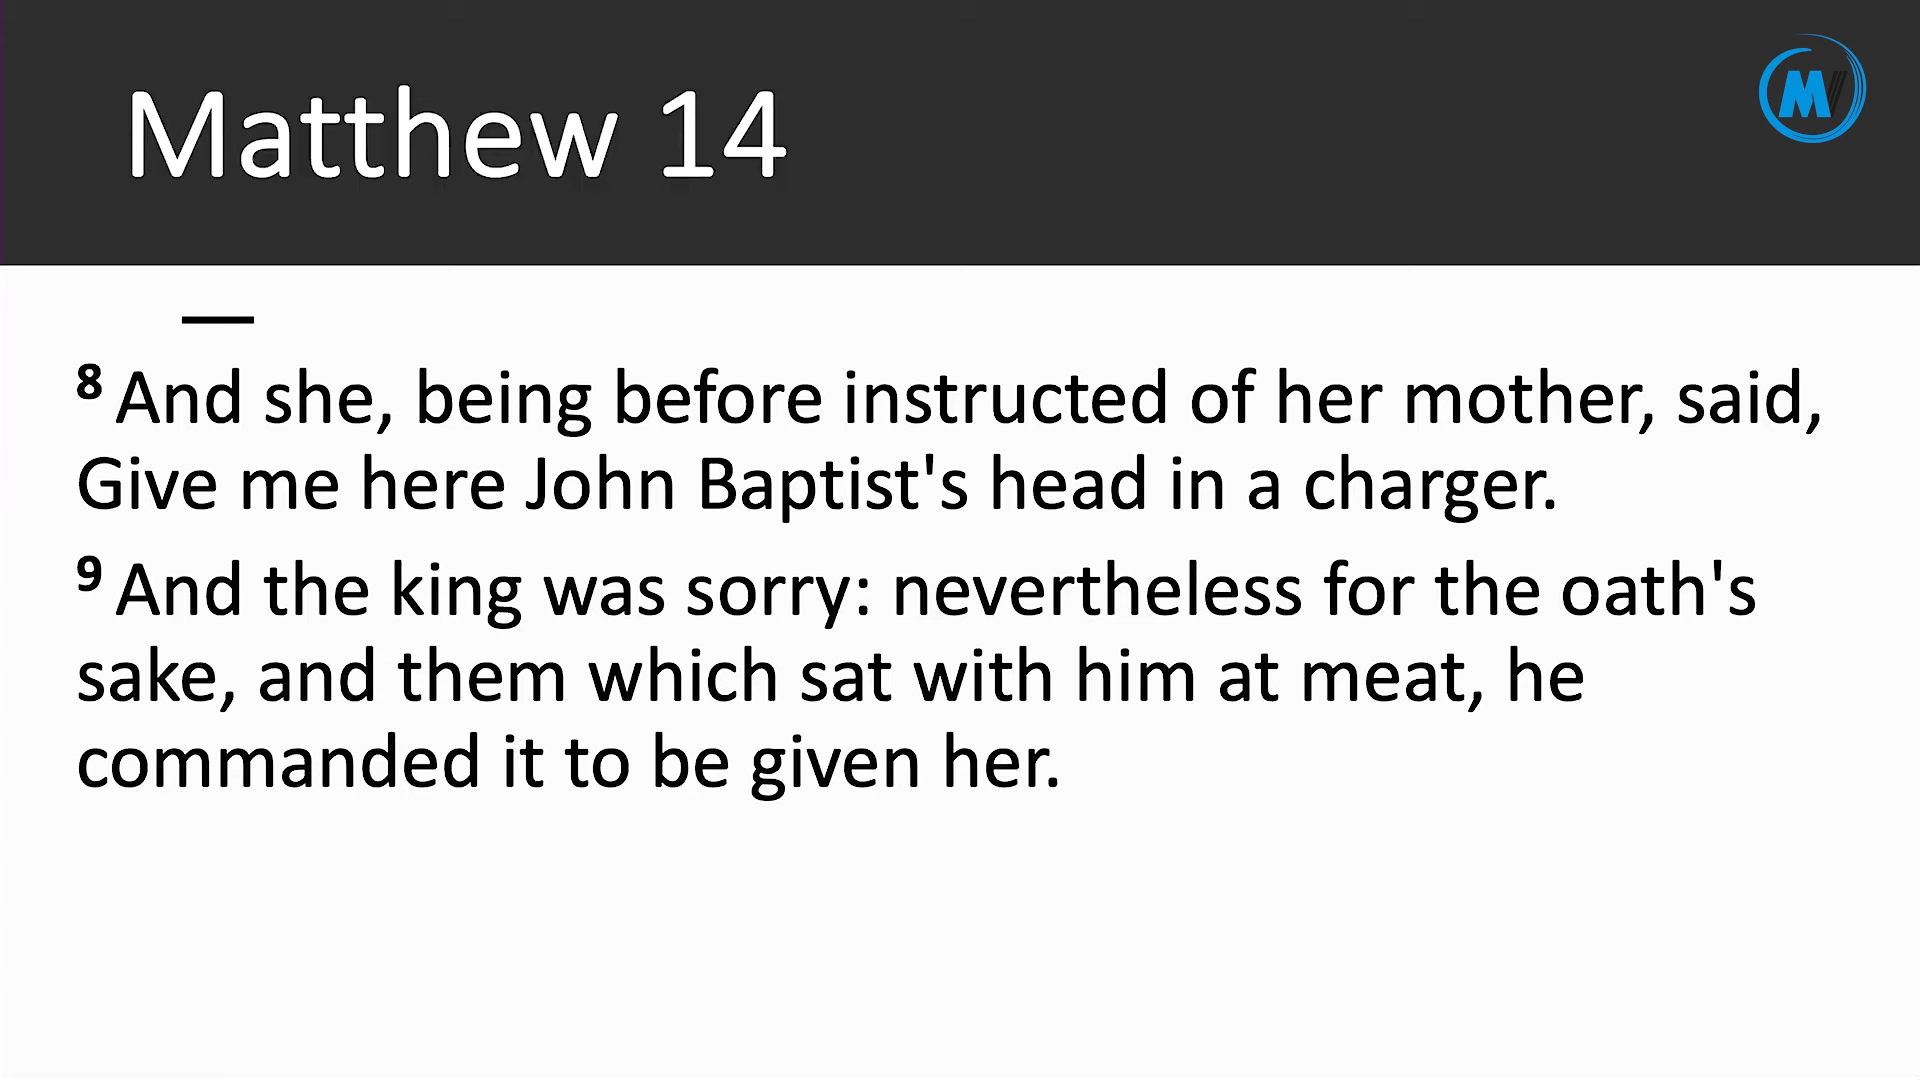 Matthew 14
MV
8 And she, being before instructed of her mother, said,
Give me here John Baptist's head in a charger.
9 And the king was sorry: nevertheless for the oath's
sake, and them which sat with him at meat, he
commanded it to be given her.